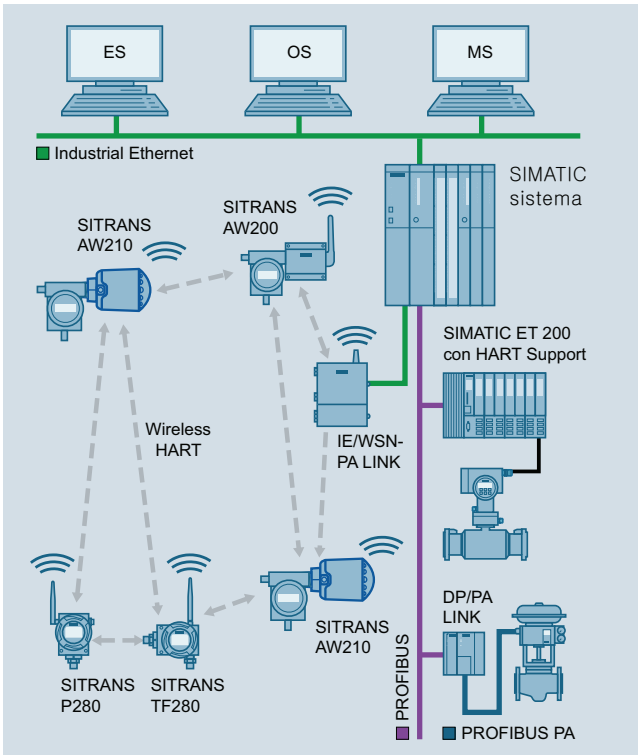 ES
OS
MS
Industrial Ethernet
SIMATIC
sistema
SITRANS
AW210
SITRANS
AW200
SIMATIC ET 200
con HART Support
Wireless
HART
IE/WSN-
PA LINK
DP/PA
LINK
SITRANS
AW210
SITRANS
P280
SITRANS
TF280
PROFIBUS
PROFIBUS PA